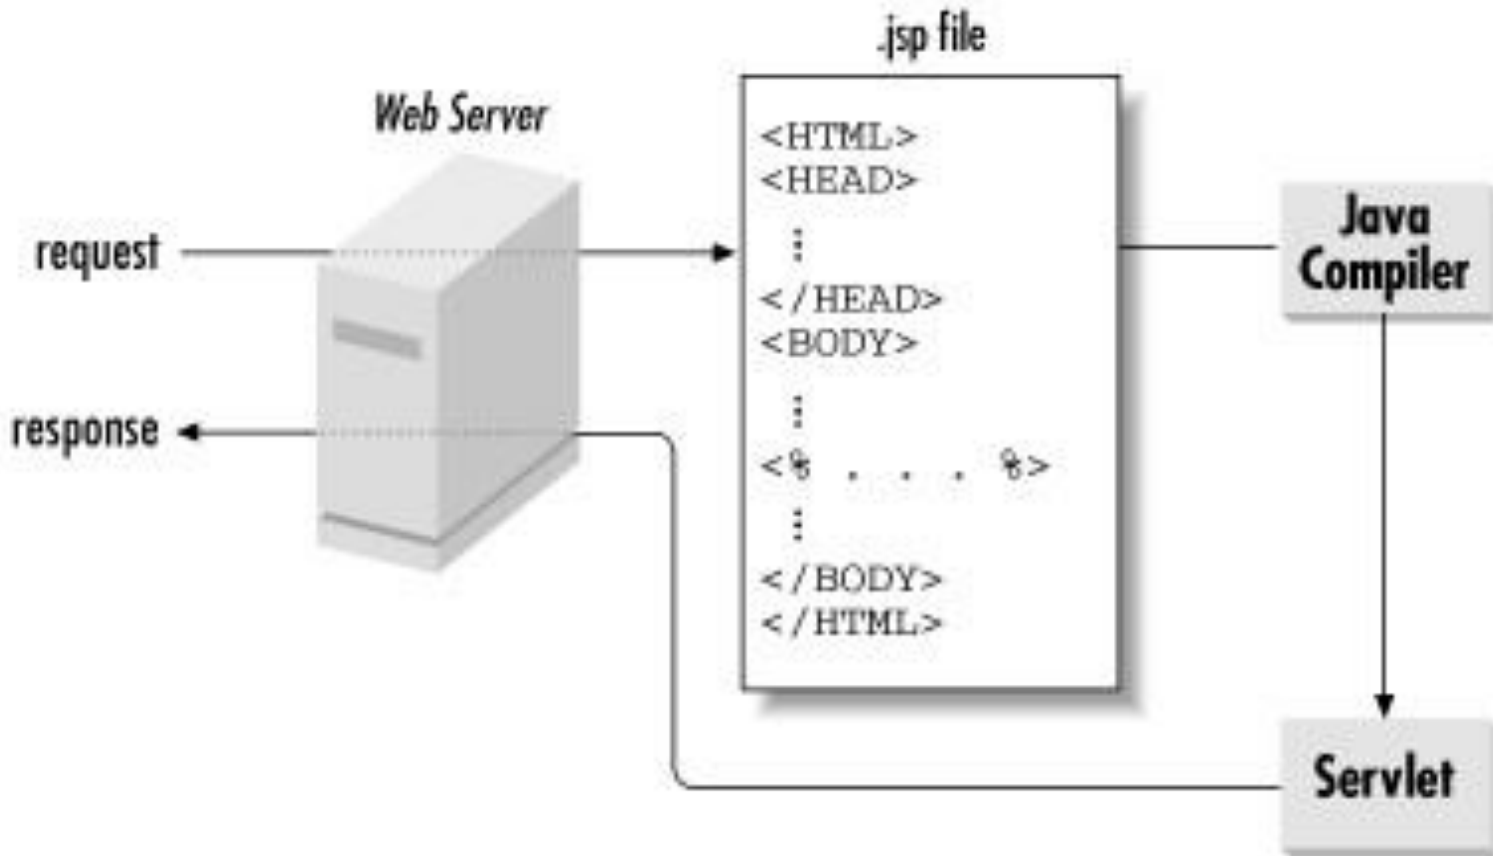 .jsp file
Web Server
<HTML>
<HEAD>
⋮
</HEAD>
<BODY>
⋮
<% . . . %>
⋮
</BODY>
</HTML>
request
response
Java
Compiler
Servlet